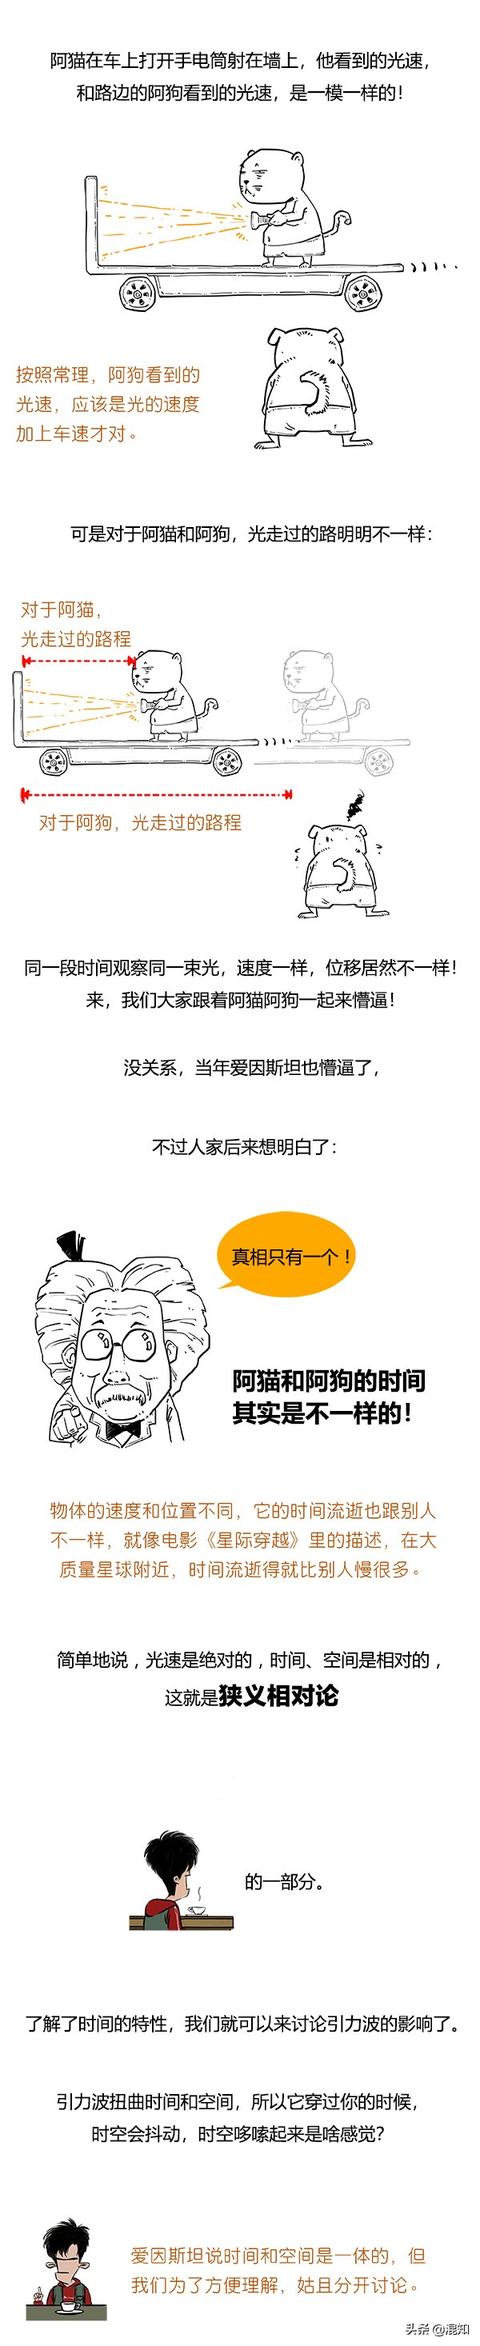 阿猫在车上打开手电筒射在墙上，他看到的光速，
和路边的阿狗看到的光速，是一模一样的！
按照常理，阿狗看到的
光速，应该是光的速度
加上车速才对。
可是对于阿猫和阿狗，光走过的路明明不一样：
对于阿猫，
光走过的路程
对于阿狗，光走过的路程
同一段时间观察同一束光，速度一样，位移居然不一样！
来，我们大家跟着阿猫阿狗一起来懵逼！
没关系，当年爱因斯坦也懵逼了，
不过人家后来想明白了：
真相只有一个！
阿猫和阿狗的时间
其实是不一样的！
物体的速度和位置不同，它的时间流逝也跟别人
不一样，就像电影《星际穿越》里的描述，在大
质量星球附近，时间流逝得就比别人慢很多。
简单地说，光速是绝对的，时间、空间是相对的，
这就是狭义相对论
的一部分。
了解了时间的特性，我们就可以来讨论引力波的影响了。
引力波扭曲时间和空间，所以它穿过你的时候，
时空会抖动，时空哆嗦起来是啥感觉？
爱因斯坦说时间和空间是一体的，但
我们为了方便理解，姑且分开讨论。
头条 @混知